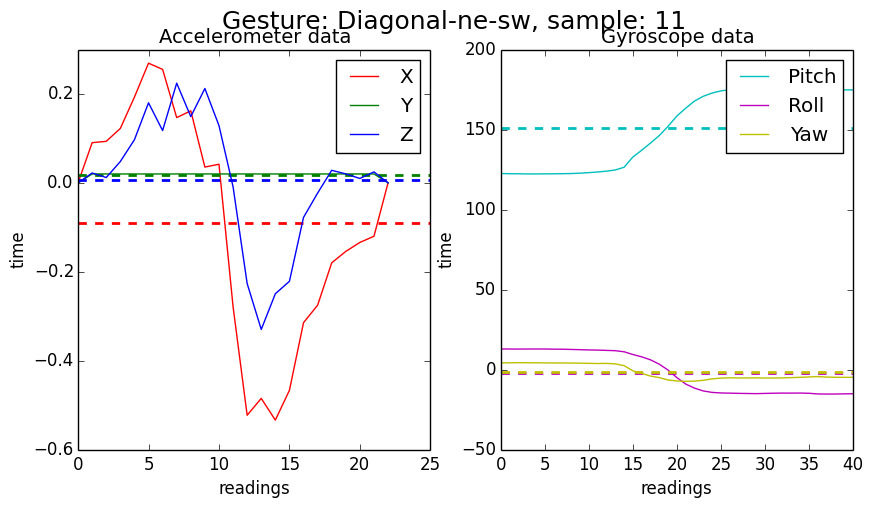 Gesture: Diagonal-ne-sw, sample: 11
Accelerometer data
Gyroscope data
X
Y
Z
Pitch
Roll
Yaw
0.2
0.0
−0.2
−0.4
−0.6
200
150
100
50
0
−50
time
time
0 5 10 15 20 25
0 5 10 15 20 25 30 35 40
readings
readings